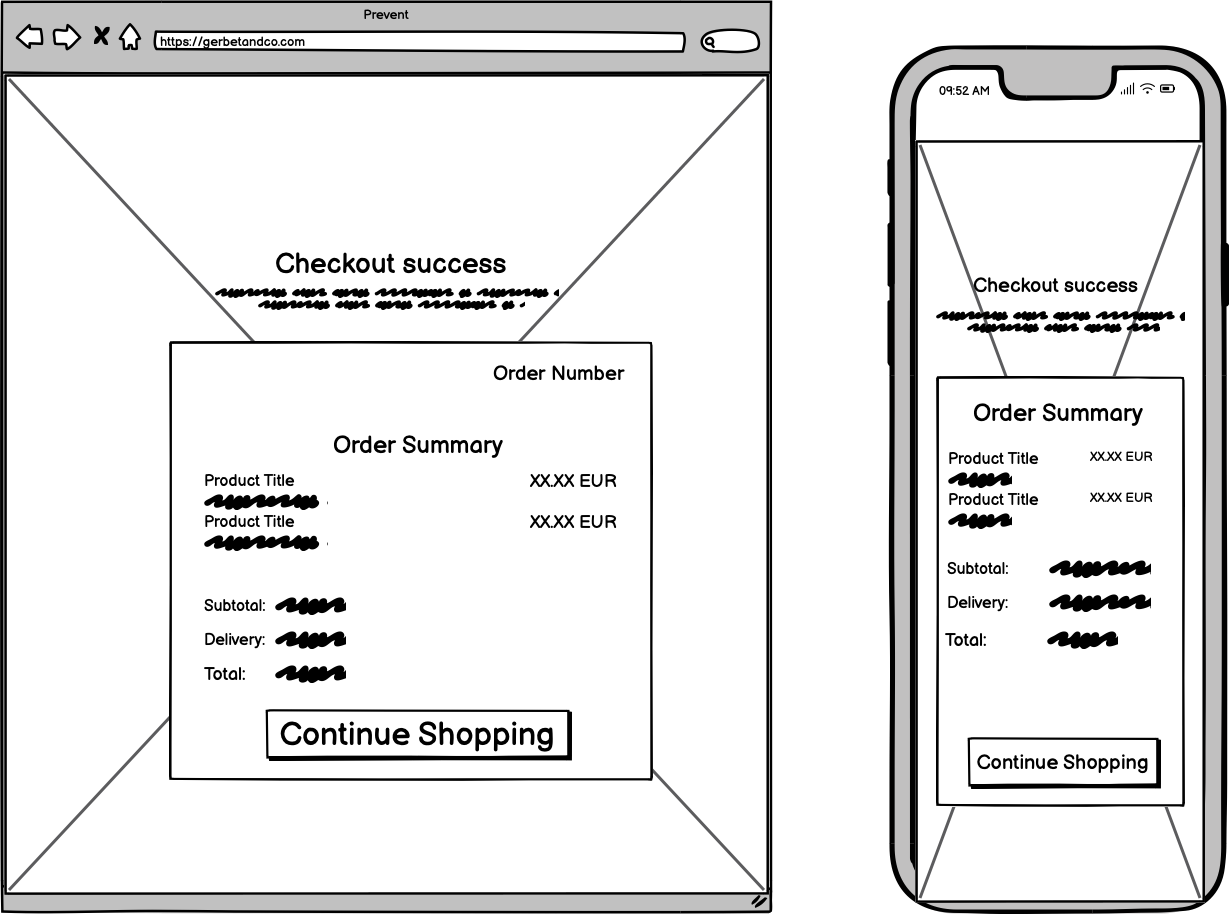 Prevent
https://gerbetandco.com
Checkout success
Order Number
Order Summary
Product Title XX.XX EUR
Product Title XX.XX EUR
Subtotal:
Delivery:
Total:
Continue Shopping
09:52 AM
Checkout success
Order Summary
Product Title XX.XX EUR
Product Title XX.XX EUR
Subtotal:
Delivery:
Total:
Continue Shopping